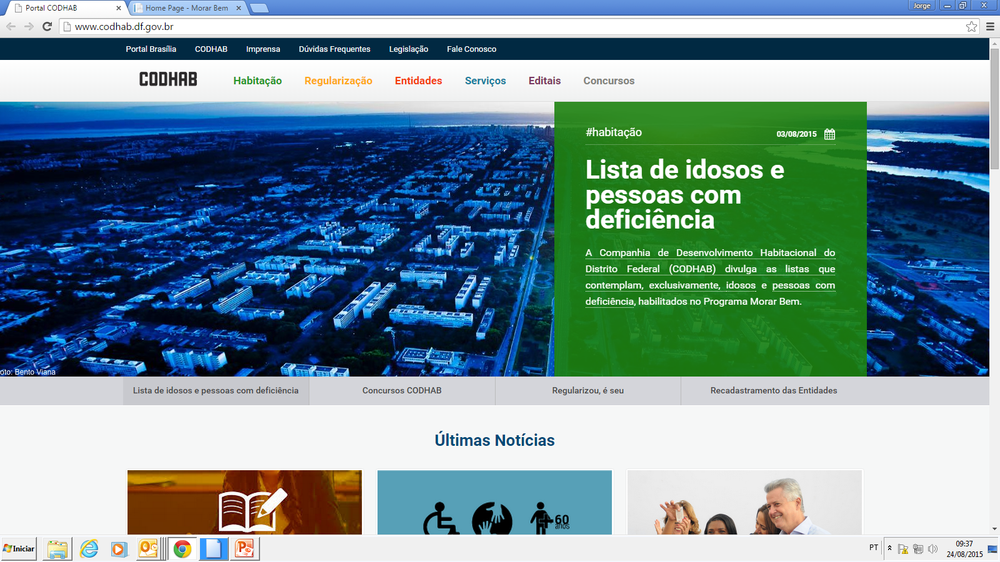 Portal CODHAB
Home Page - Morar Bem
Jorge
www.codhab.df.gov.br
Portal Brasília CODHAB Imprensa Dúvidas Frequentes Legislação Fale Conosco
CODHAB Habitação Regularização Entidades Serviços Editais Concursos
#habitação 03/08/2015
Lista de idosos e
pessoas com
deficiência
A Companhia de Desenvolvimento Habitacional do
Distrito Federal (CODHAB) divulga as listas que
contemplam, exclusivamente, idosos e pessoas com
deficiência, habilitados no Programa Morar Bem.
oto: Bento Viana
Lista de idosos e pessoas com deficiência Concursos CODHAB Regularizou, é seu Recadastramento das Entidades
Últimas Notícias
60
anos
Iniciar
PT
09:37
24/08/2015